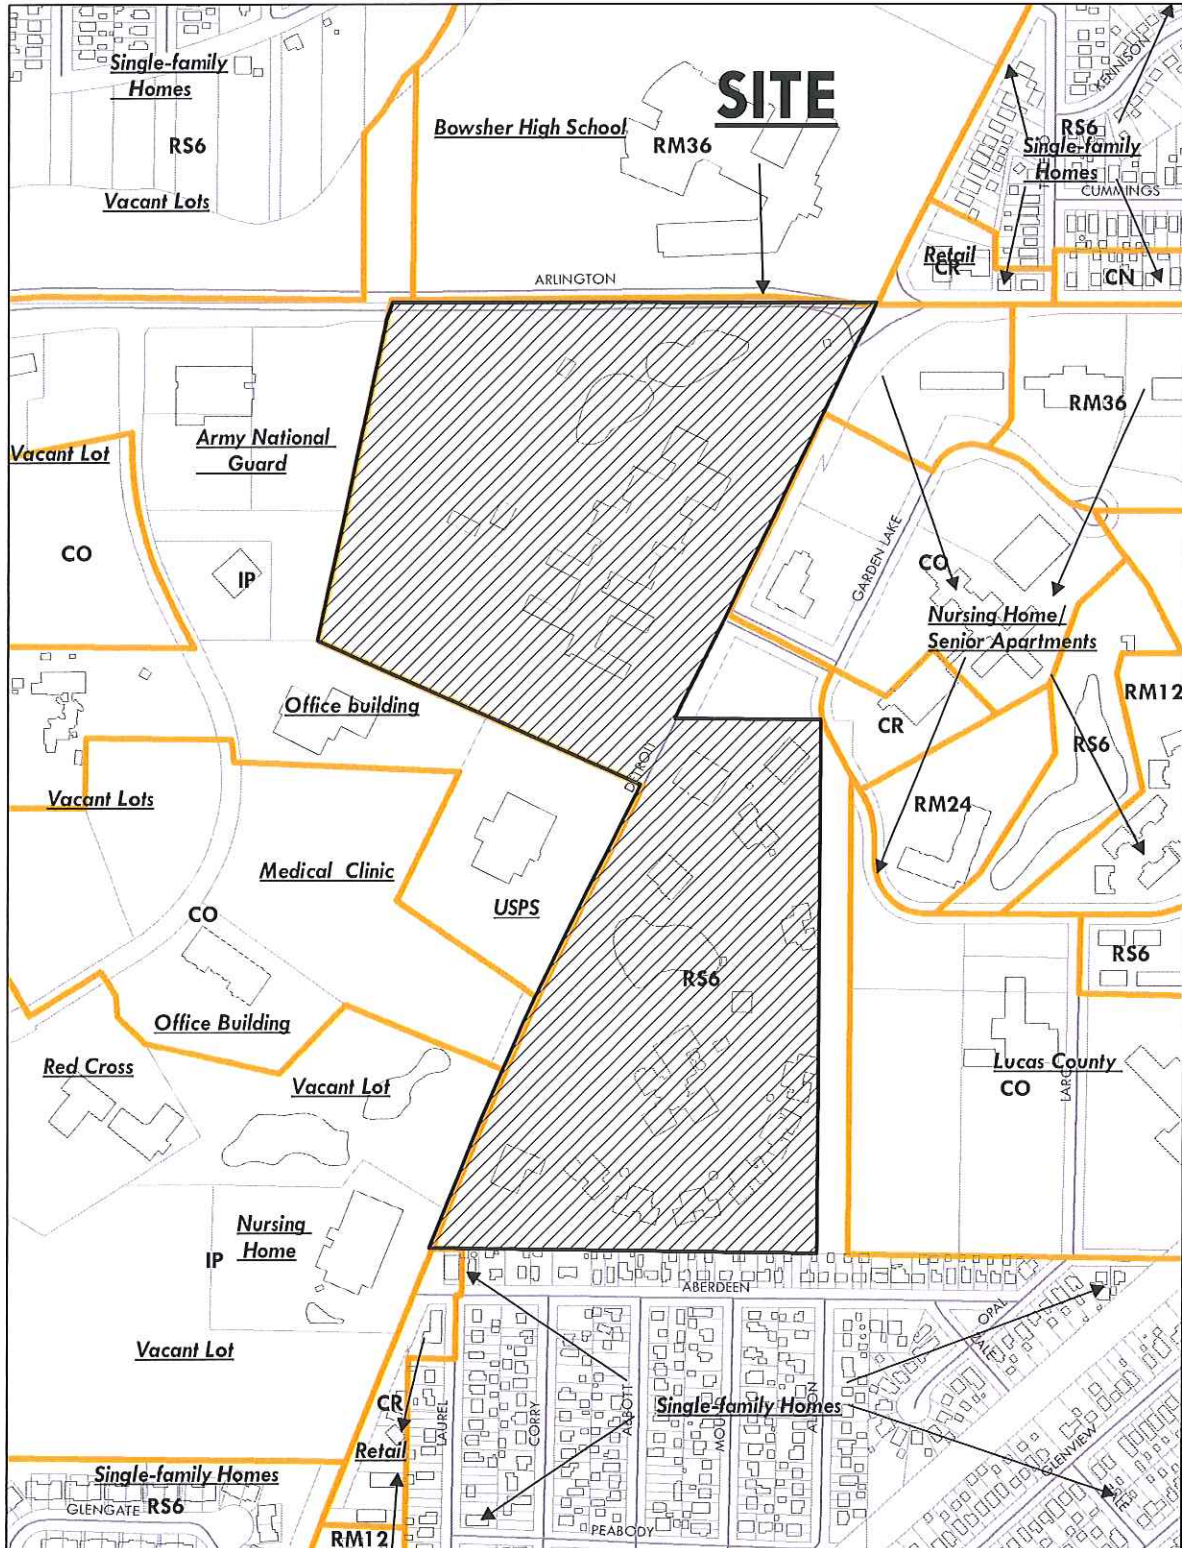 KENNISON
Single-family
Homes
SITE
Bowsher High School
RM36
RS6
RS6
Single-family
Homes
CUMMINGS
Vacant Lots
Retail
CR
CN
ARLINGTON
RM36
Army National
Guard
Vacant Lot
GARDEN LAKE
CO
IP
CO
Nursing Home/
Senior Apartments
RM12
Office building
CR
RS6
DETROIT
Vacant Lots
RM24
Medical Clinic
USPS
CO
RS6
RS6
Office Building
Red Cross
Vacant Lot
Lucas County
CO
Nursing
Home
IP
ABERDEEN
OPAL
DALE
Vacant Lot
CR
LAUREL
CORRY
ABBOTT
Single-family Homes
Retail
GLENVIEW
Single-family Homes
GLENGATE
RS6
PEABODY
RM12